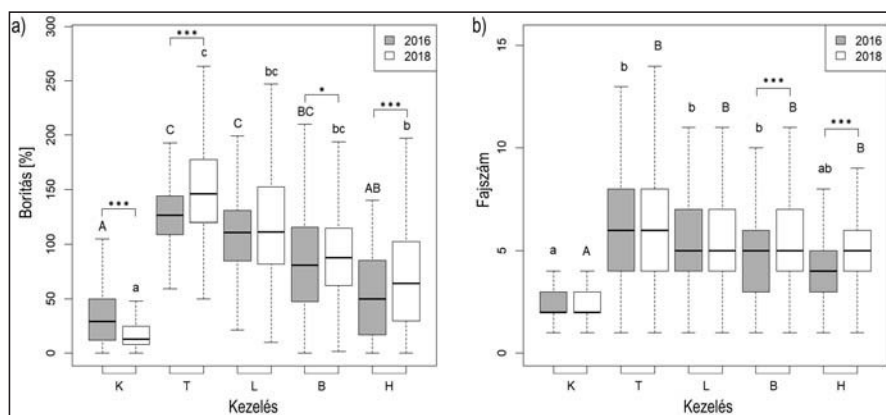 a)
Borítás [%]
300
250
200
150
100
50
0
2016
2018
***
A
a
***
C
c
C
bc
*
BC
bc
***
AB
b
K T L B H
Kezelés
b)
Fajszám
15
10
5
0
2016
2018
a
A
b
B
b
B
***
b
B
***
ab
B
K T L B H
Kezelés